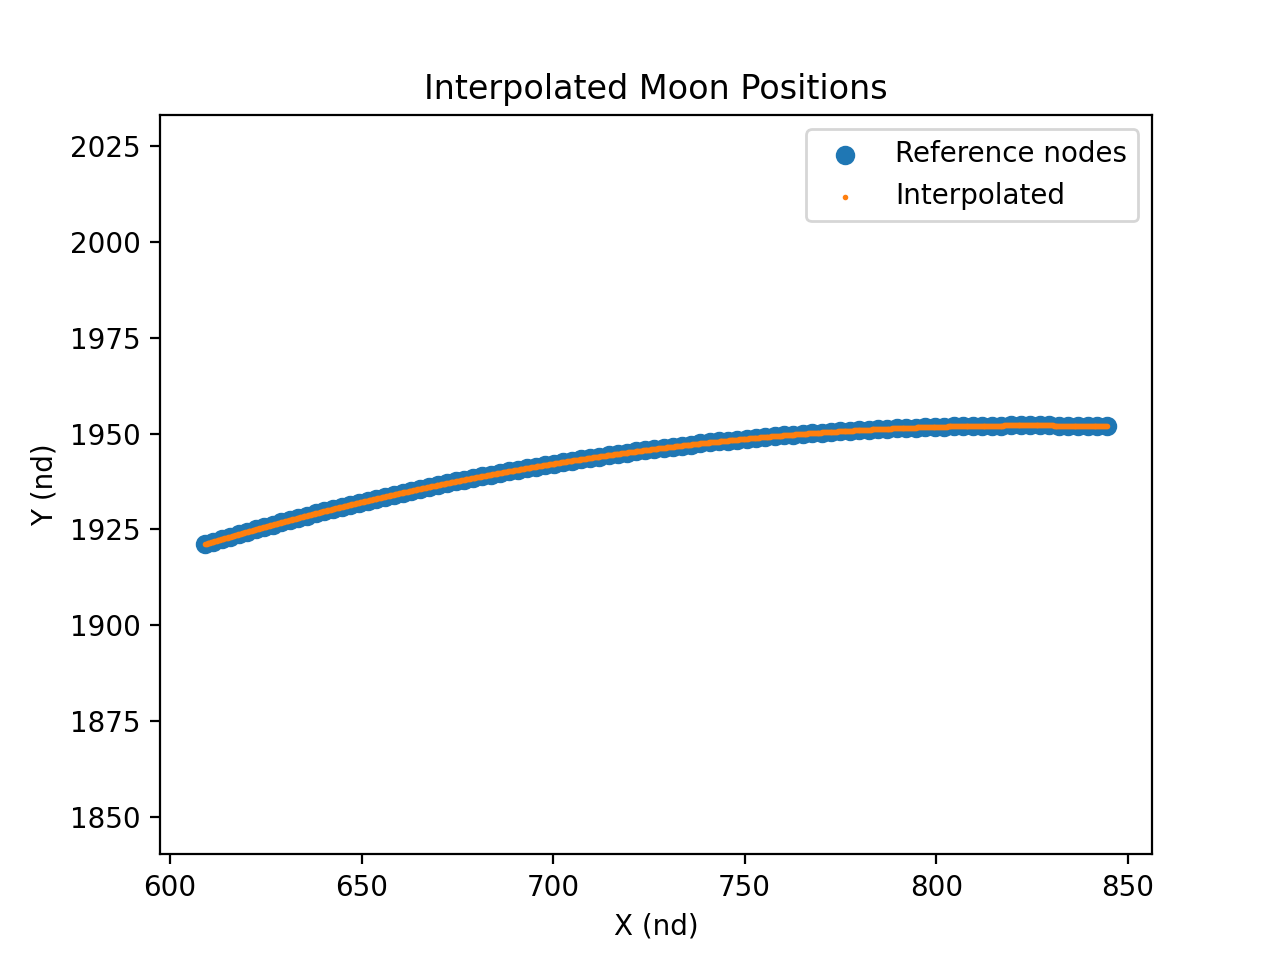 Interpolated Moon Positions
Reference nodes
Interpolated
2025
2000
1975
1950
1925
1900
1875
1850
Y (nd)
600 650 700 750 800 850
X (nd)